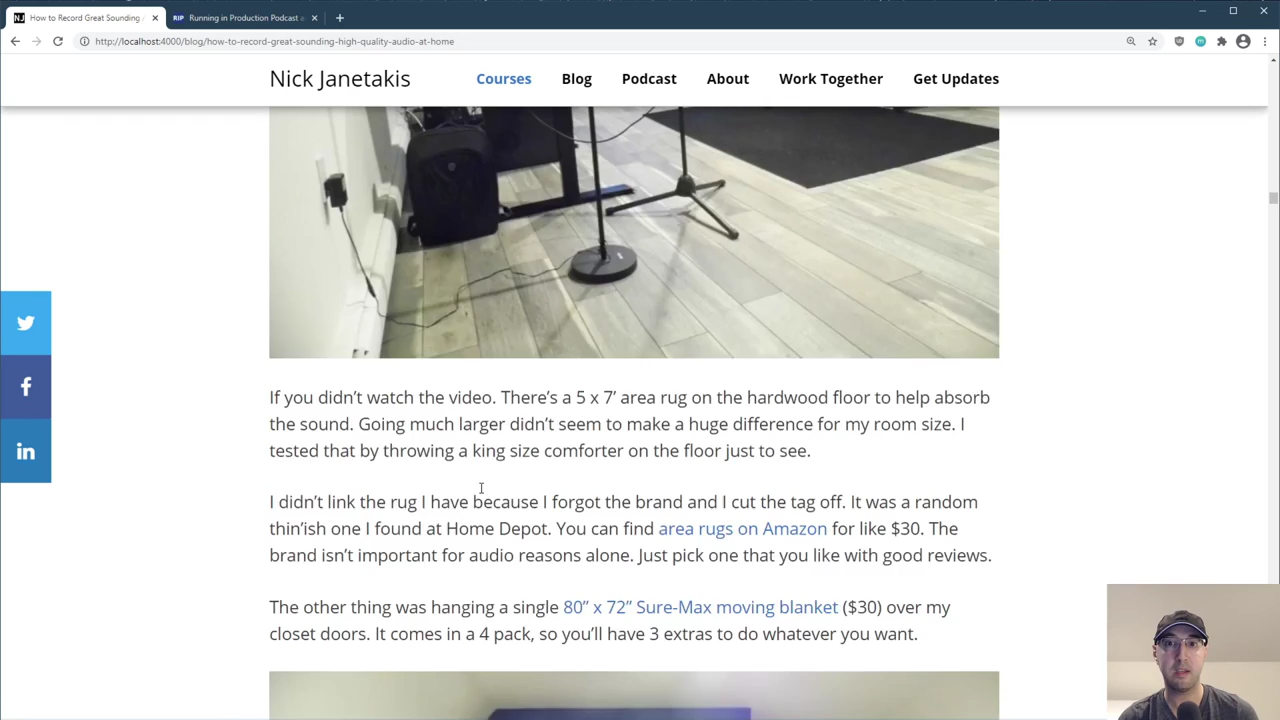 NJ How to Record Great Sounding
RIP Running in Production Podcast a
http://localhost:4000/blog/how-to-record-great-sounding-high-quality-audio-at-home
Nick Janetakis Courses Blog Podcast About Work Together Get Updates
If you didn’t watch the video. There’s a 5 x 7’ area rug on the hardwood floor to help absorb
the sound. Going much larger didn’t seem to make a huge difference for my room size. I
tested that by throwing a king size comforter on the floor just to see.
I didn’t link the rug I have because I forgot the brand and I cut the tag off. It was a random
thin’ish one I found at Home Depot. You can find area rugs on Amazon for like $30. The
brand isn’t important for audio reasons alone. Just pick one that you like with good reviews.
The other thing was hanging a single 80” x 72” Sure-Max moving blanket ($30) over my
closet doors. It comes in a 4 pack, so you’ll have 3 extras to do whatever you want.